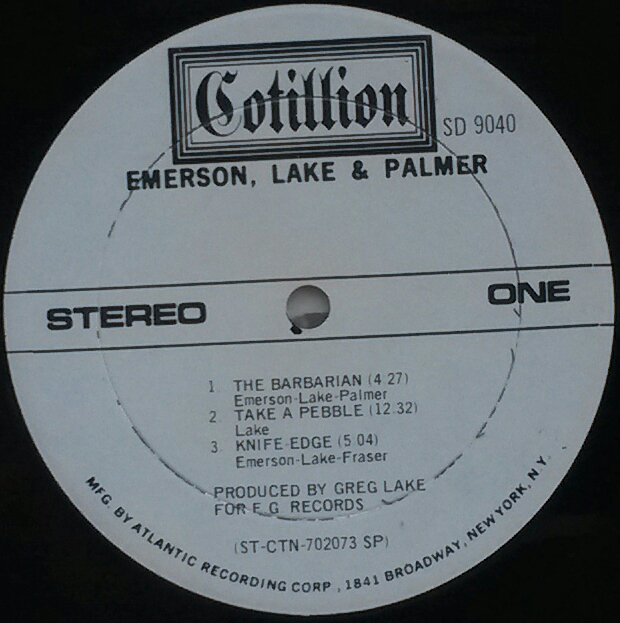 Cotillion
SD 9040
EMERSON, LAKE & PALMER
STEREO
ONE
1. THE BARBARIAN (4 27)
Emerson-Lake-Palmer
2. TAKE A PEBBLE (12.32)
Lake
3 KNIFE-EDGE (5 04)
Emerson-Lake-Fraser
PRODUCED BY GREG LAKE
FOR E.G. RECORDS
(ST-CTN-702073 SP)
MFG. BY ATLANTIC RECORDING CORP., 1841 BROADWAY, NEW YORK, N.Y.